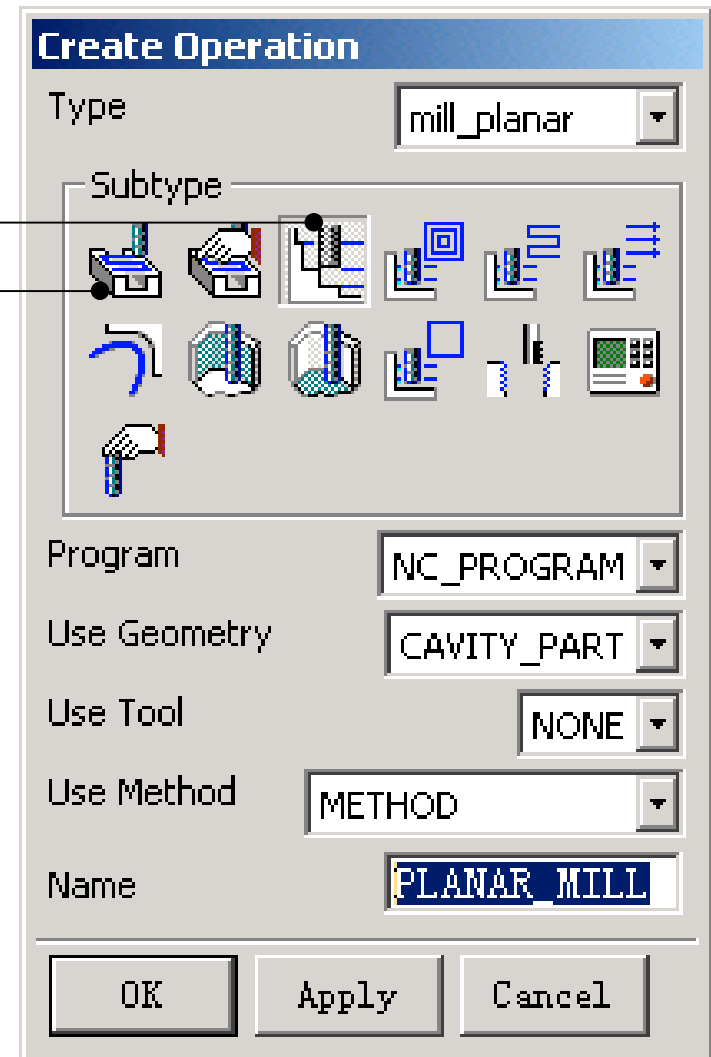 Create Operation
Type
mill_planar
Subtype
Program
NC_PROGRAM
Use Geometry
CAVITY_PART
Use Tool
NONE
Use Method
METHOD
Name
PLANAR_MILL
OK Apply Cancel